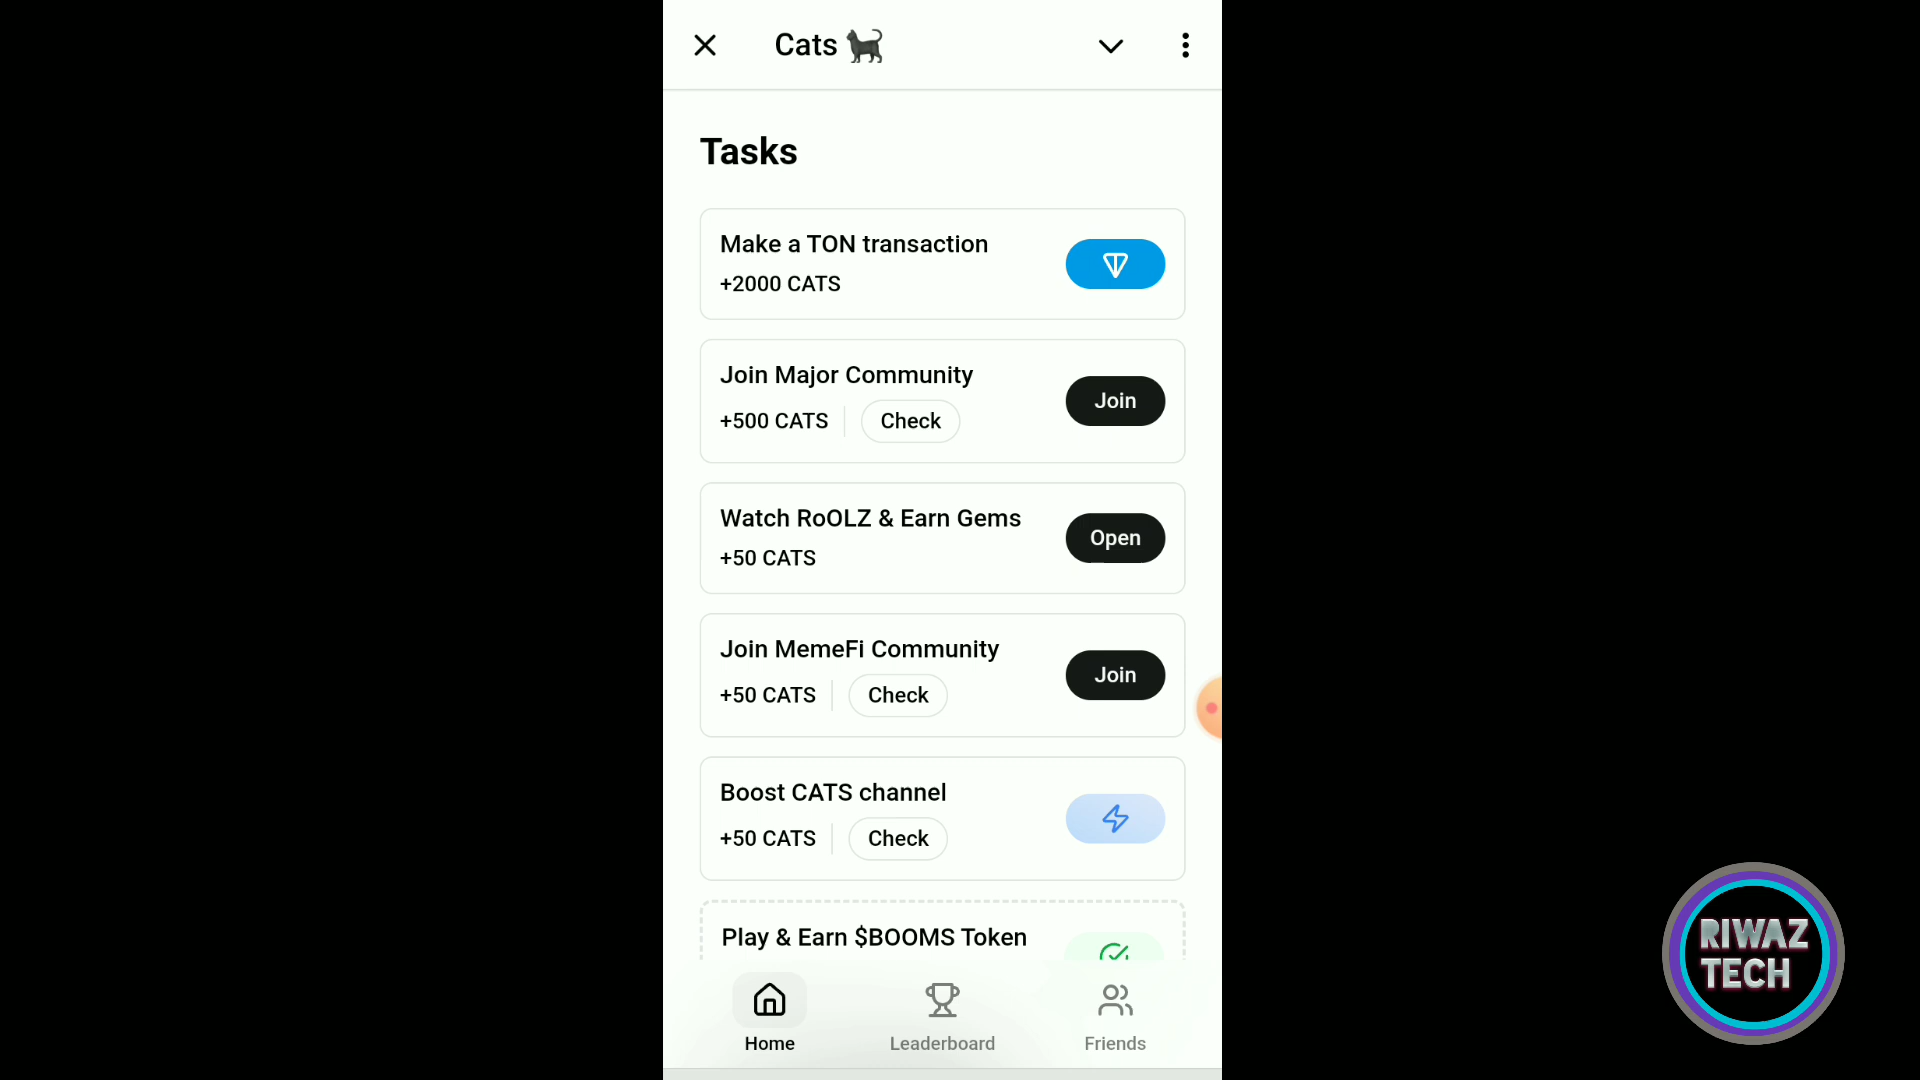 Cats
Tasks
Make a TON transaction
+2000 CATS
Join Major Community
+500 CATS
Check
Join
Watch RoOLZ & Earn Gems
+50 CATS
Open
Join MemeFi Community
+50 CATS
Check
Join
Boost CATS channel
+50 CATS
Check
Play & Earn $BOOMS Token
Home
Leaderboard
Friends
RIWAZ
TECH